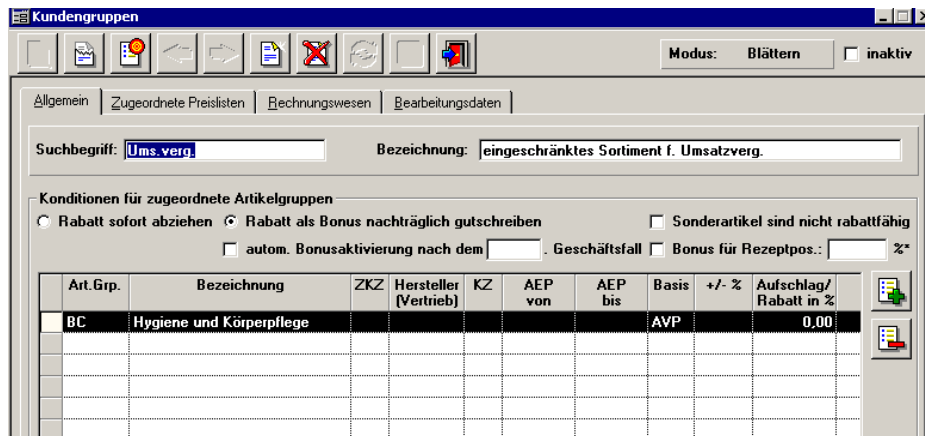 Kundengruppen
Modus: Blättern inaktiv
Allgemein Zugeordnete Preislisten Rechnungswesen Bearbeitungsdaten
Suchbegriff: Ums.verg. Bezeichnung: eingeschränktes Sortiment f. Umsatzverg.
Konditionen für zugeordnete Artikelgruppen
Rabatt sofort abziehen Rabatt als Bonus nachträglich gutschreiben Sonderartikel sind nicht rabattfähig
autom. Bonusaktivierung nach dem . Geschäftsfall Bonus für Rezeptpos.: %*
Art.Grp. Bezeichnung ZKZ Hersteller KZ AEP AEP Basis +/- % Aufschlag/
(Vertrieb) von bis Rabatt in %
BC Hygiene und Körperpflege AVP 0,00